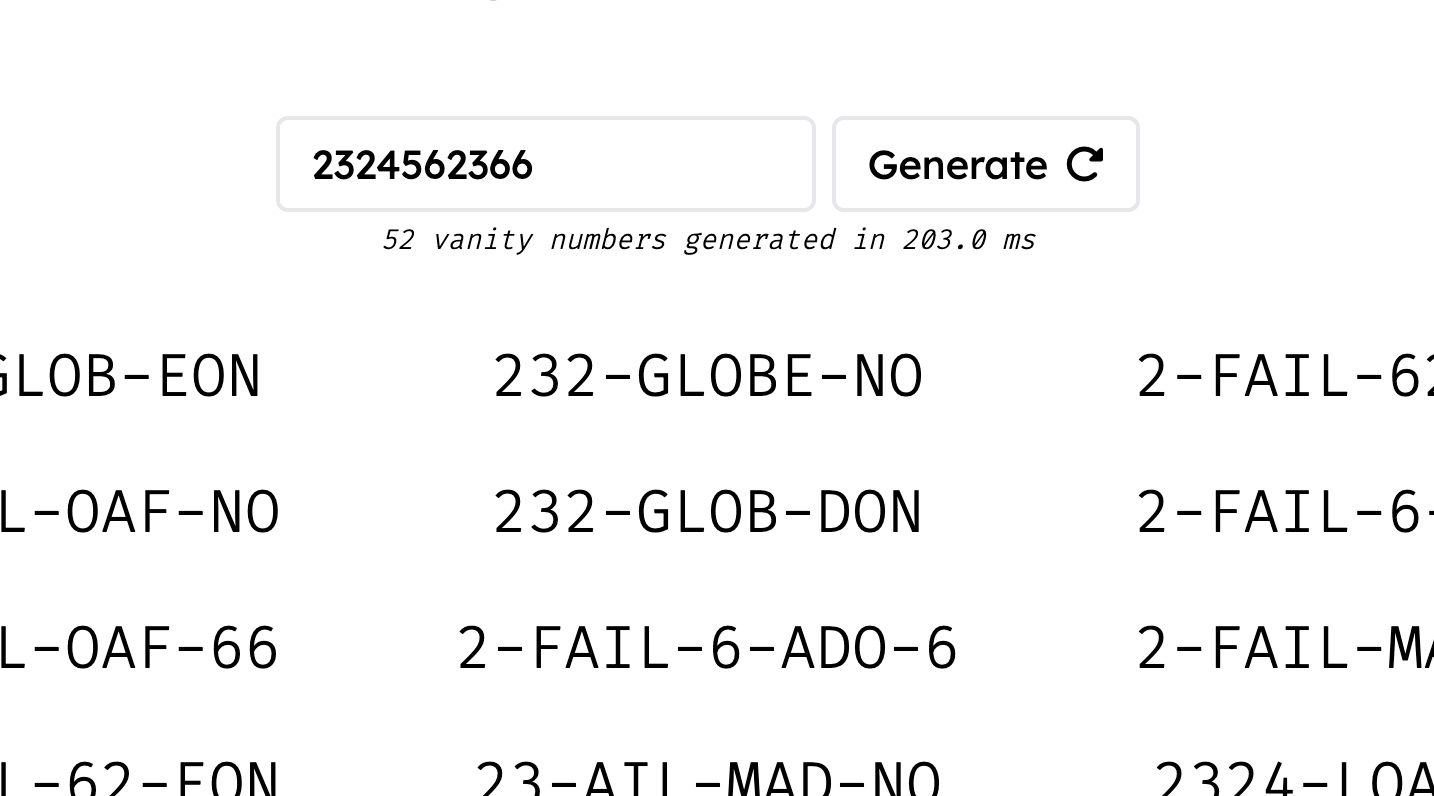 2324562366
Generate
52 vanity numbers generated in 203.0 ms
GLOB-EON 232-GLOBE-NO 2-FAIL-62
L-OAF-NO 232-GLOB-DON 2-FAIL-6-
L-OAF-66 2-FAIL-6-ADO-6 2-FAIL-MA
L-62-EON 23-AIL-MAD-NO 2324-LOA